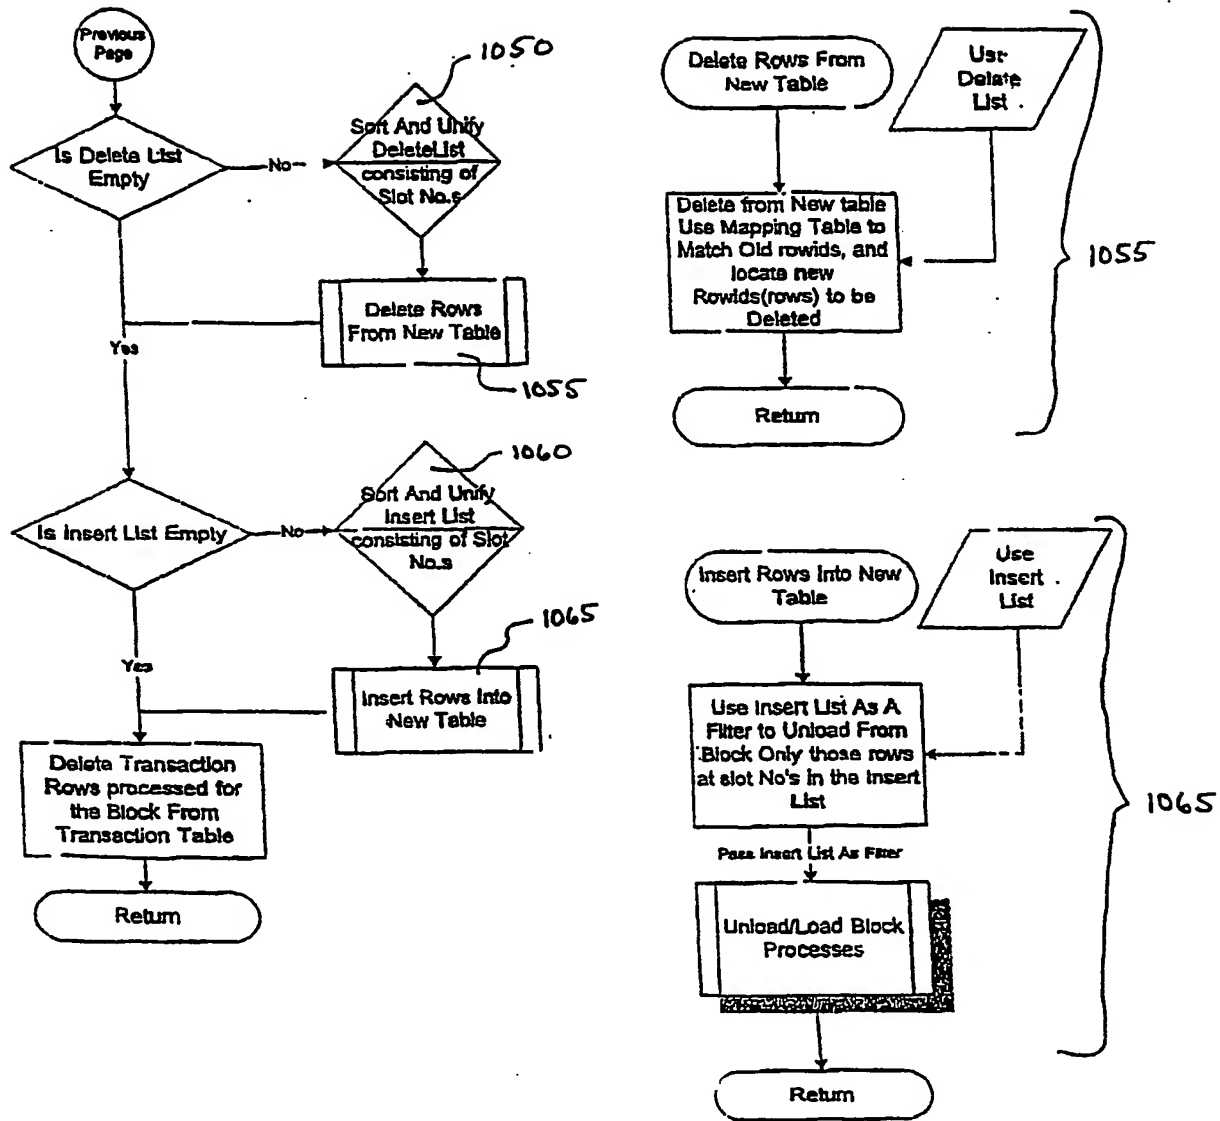 Previous
Page
1050
Sort And Unify
DeleteList
consisting of
Slot No.s
Is Delete List
Empty
No
Delete Rows
From New Table
Yes
1055
1060
Sort And Unify
Insert List
consisting of Slot
No.s
Is Insert List Empty
No
1065
Yes
Insert Rows Into
New Table
Delete Transaction
Rows processed for
the Block From
Transaction Table
Return
Delete Rows From
New Table
Use
Delete
List
Delete from New table
Use Mapping Table to
Match Old rowids, and
locate new
Rowids(rows) to be
Deleted
1055
Return
Insert Rows Into New
Table
Use
Insert
List
Use Insert List As A
Filter to Unload From
Block Only those rows
at slot No's in the Insert
List
1065
Pass Insert List As Filter
Unload/Load Block
Processes
Return